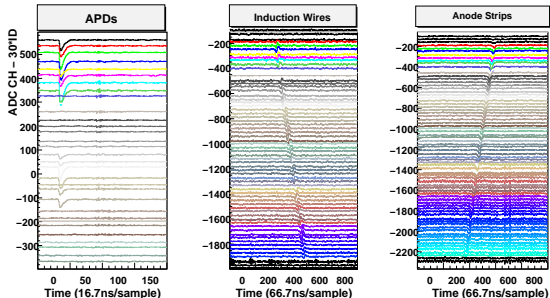 APDs
Induction Wires
Anode Strips
ADC CH − 30*ID
500
400
300
200
100
0
−100
−200
−300
−200
−400
−600
−800
−1000
−1200
−1400
−1600
−1800
−200
−400
−600
−800
−1000
−1200
−1400
−1600
−1800
−2000
−2200
0 50 100 150
0 200 400 600 800
0 200 400 600 800
Time (16.7ns/sample)
Time (66.7ns/sample)
Time (66.7ns/sample)